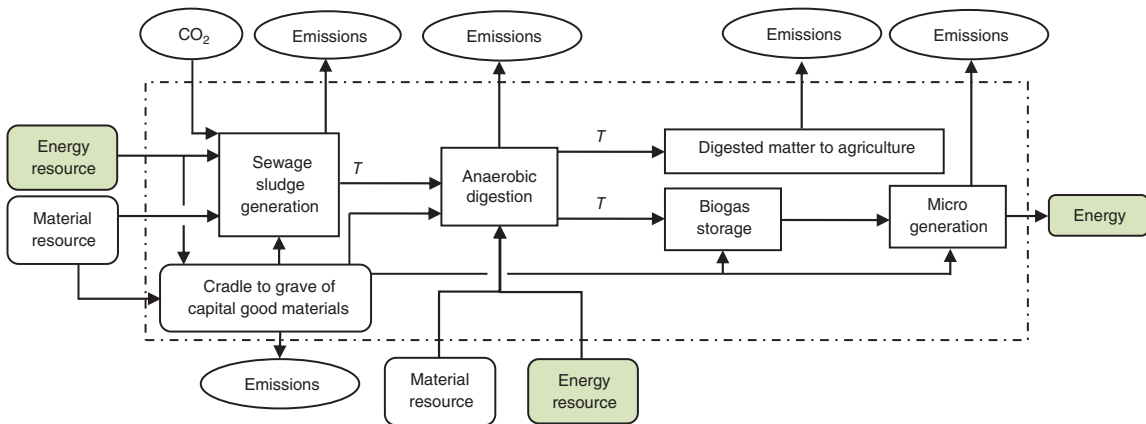 CO₂
Emissions
Emissions
Emissions
Emissions
Energy
resource
Material
resource
Sewage
sludge
generation
T
Anaerobic
digestion
T
Digested matter to agriculture
T
Biogas
storage
Micro
generation
Energy
Cradle to grave of
capital good materials
Emissions
Material
resource
Energy
resource